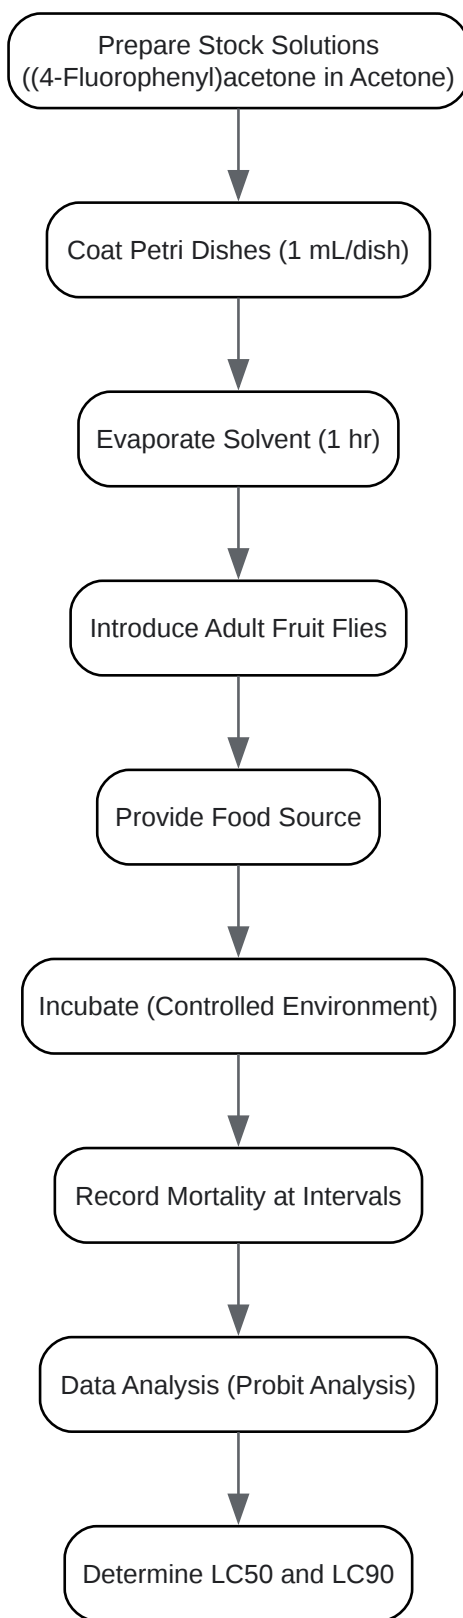 Prepare Stock Solutions
((4-Fluorophenyl)acetone in Acetone)
Coat Petri Dishes (1 mL/dish)
Evaporate Solvent (1 hr)
Introduce Adult Fruit Flies
Provide Food Source
Incubate (Controlled Environment)
Record Mortality at Intervals
Data Analysis (Probit Analysis)
Determine LC50 and LC90